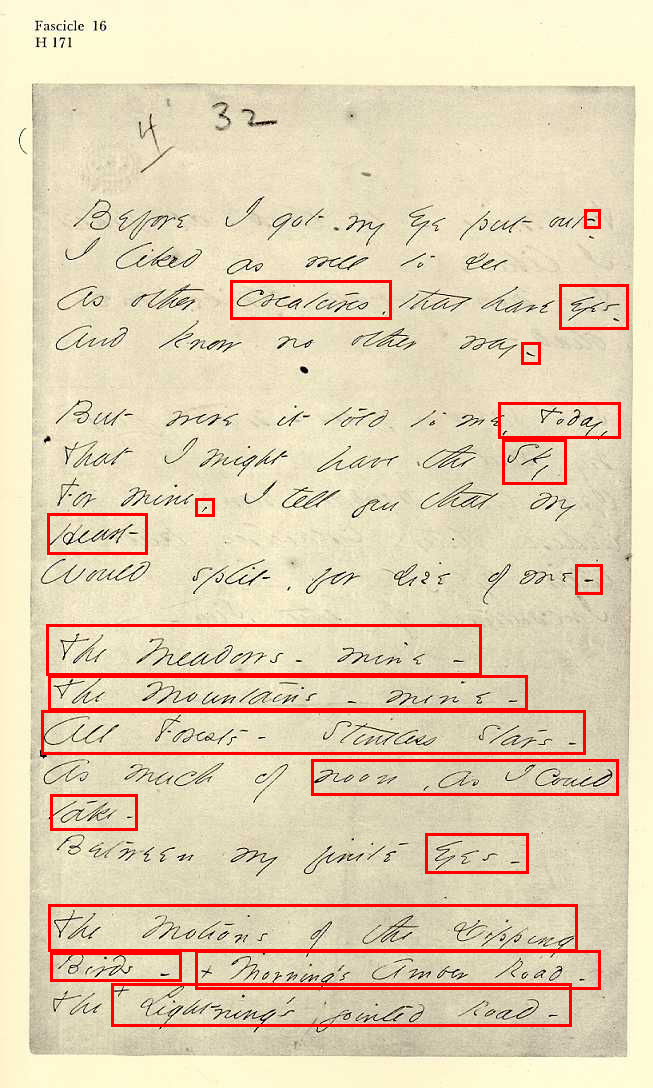 Fascicle 16
H 171
4 32
Before I got my Eye put out -
I liked as well to see
As other Creatures, that have Eyes -
And know no other way -
But were it told to me, Today,
That I might have the Sky,
For mine, I tell you that my
Heart -
Would split, for size of me -
The Meadows - mine -
The Mountains - mine -
All Forests - Stintless Stars -
As much of noon, as I could
take -
Between my finite Eyes -
The Motions of the Dipping
Birds - + Morning's Amber Road -
The + Lightning's jointed Road -